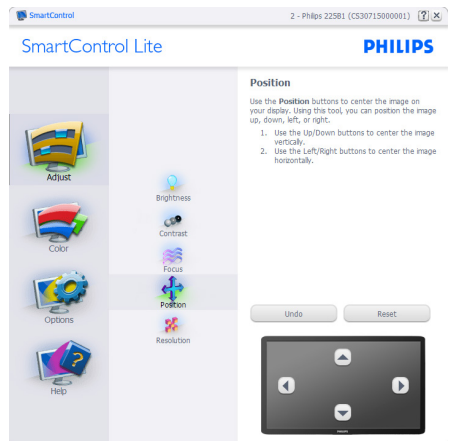 SmartControl
2 - Philips 225B1 (CS30715000001)
?
X
SmartControl Lite
PHILIPS
Position
Use the Position buttons to center the image on
your display. Using this tool, you can position the image
up, down, left, or right.
1. Use the Up/Down buttons to center the image
vertically.
2. Use the Left/Right buttons to center the image
horizontally.
Adjust
Color
Options
?
Help
Brightness
Contrast
Focus
Position
Resolution
Undo
Reset
PHILIPS